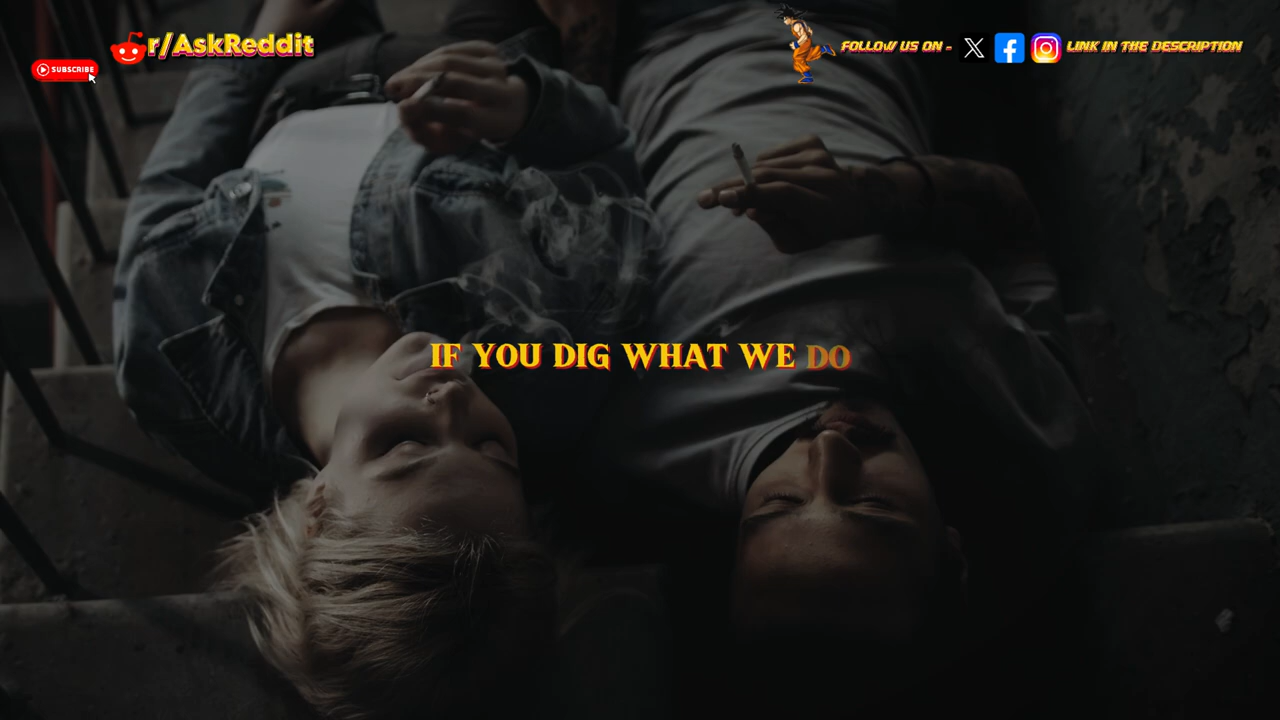 r/AskReddit
SUBSCRIBE
FOLLOW US ON -
LINK IN THE DESCRIPTION
IF YOU DIG WHAT WE DO